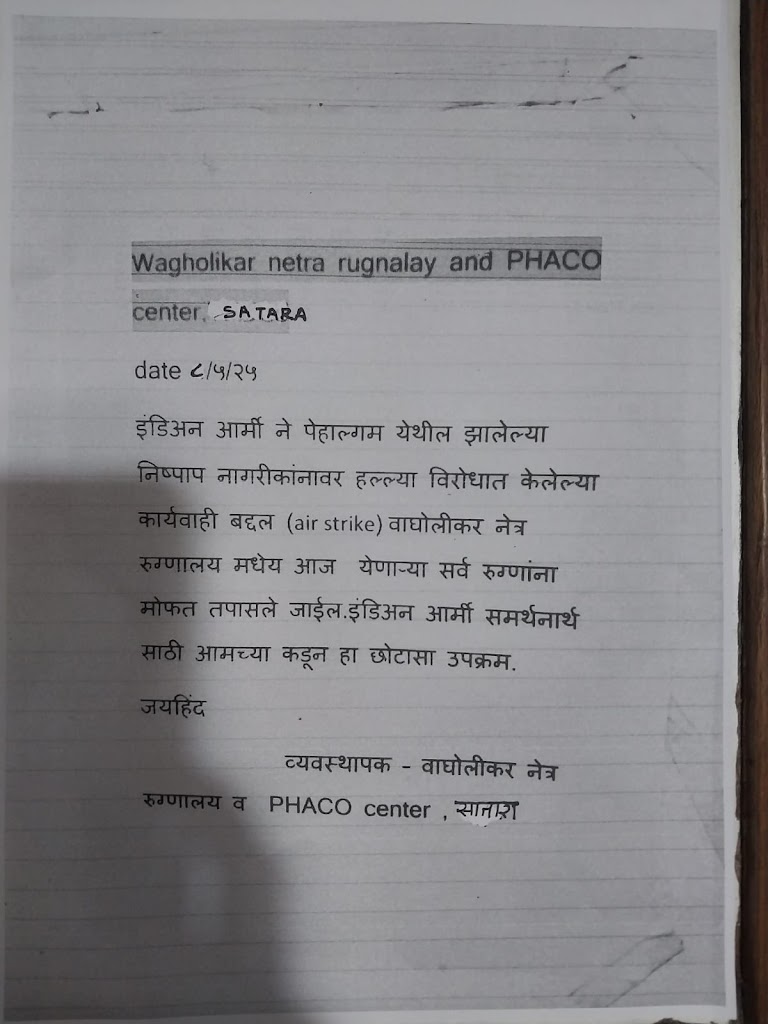 Wagholikar netra rugnalay and PHACO
center, SATARA
date ८/५/२५
इंडिअन आर्मी ने पेहाल्गम येथील झालेल्या
निष्पाप नागरीकांनावर हल्ल्या विरोधात केलेल्या
कार्यवाही बद्दल (air strike) वाघोलीकर नेत्र
रुग्णालय मधेय आज येणाऱ्या सर्व रुग्णांना
मोफत तपासले जाईल.इंडिअन आर्मी समर्थनार्थ
साठी आमच्या कडून हा छोटासा उपक्रम.
जयहिंद
व्यवस्थापक - वाघोलीकर नेत्र
रुग्णालय व PHACO center , सातारा